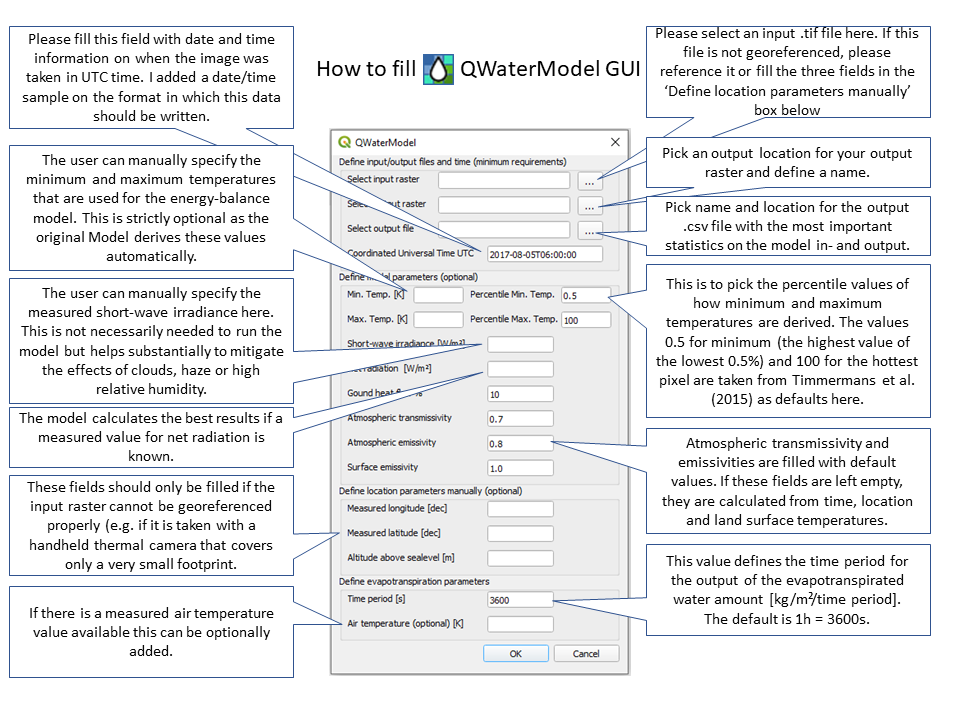 How to fill QWaterModel GUI
Please fill this field with date and time
information on when the image was
taken in UTC time. I added a date/time
sample on the format in which this data
should be written.
The user can manually specify the
minimum and maximum temperatures
that are used for the energy-balance
model. This is strictly optional as the
original Model derives these values
automatically.
The user can manually specify the
measured short-wave irradiance here.
This is not necessarily needed to run the
model but helps substantially to mitigate
the effects of clouds, haze or high
relative humidity.
The model calculates the best results if a
measured value for net radiation is
known.
These fields should only be filled if the
input raster cannot be georeferenced
properly (e.g. if it is taken with a
handheld thermal camera that covers
only a very small footprint.
If there is a measured air temperature
value available this can be optionally
added.
QWaterModel
Define input/output files and time (minimum requirements)
Select input raster ...
Sele put raster ...
Select output file ...
Coordinated Universal Time UTC 2017-08-05T06:00:00
Define model parameters (optional)
Min. Temp. [K] Percentile Min. Temp. 0.5
Max. Temp. [K] Percentile Max. Temp. 100
Short-wave irradiance [W/m²]
radiation [W/m²]
Gound heat % 10
Atmospheric transmissivity 0.7
Atmospheric emissivity 0.8
Surface emissivity 1.0
Define location parameters manually (optional)
Measured longitude [dec]
Measured latitude [dec]
Altitude above sealevel [m]
Define evapotranspiration parameters
Time period [s] 3600
Air temperature (optional) [K]
OK Cancel
Please select an input .tif file here. If this
file is not georeferenced, please
reference it or fill the three fields in the
‘Define location parameters manually’
box below
Pick an output location for your output
raster and define a name.
Pick name and location for the output
.csv file with the most important
statistics on the model in- and output.
This is to pick the percentile values of
how minimum and maximum
temperatures are derived. The values
0.5 for minimum (the highest value of
the lowest 0.5%) and 100 for the hottest
pixel are taken from Timmermans et al.
(2015) as defaults here.
Atmospheric transmissivity and
emissivities are filled with default
values. If these fields are left empty,
they are calculated from time, location
and land surface temperatures.
This value defines the time period for
the output of the evapotranspirated
water amount [kg/m²/time period].
The default is 1h = 3600s.